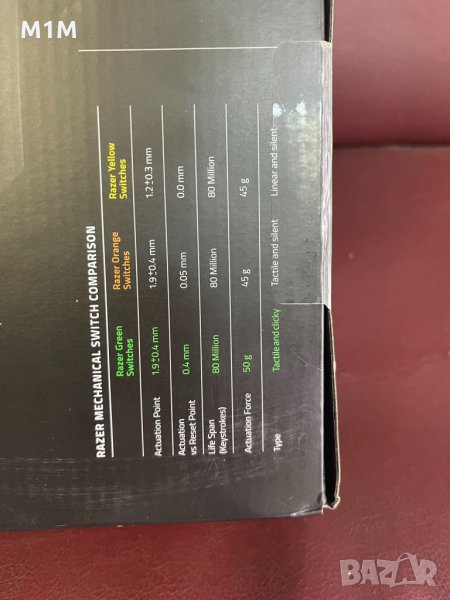 M1M
RAZER MECHANICAL SWITCH COMPARISON
Razer Green Switches Razer Orange Switches Razer Yellow Switches
Actuation Point 1.9±0.4 mm 1.9±0.4 mm 1.2±0.3 mm
Actuation vs Reset Point 0.4 mm 0.05 mm 0.0 mm
Life Span (Keystrokes) 80 Million 80 Million 80 Million
Actuation Force 50 g 45 g 45 g
Type Tactile and clicky Tactile and silent Linear and silent
BAZAR